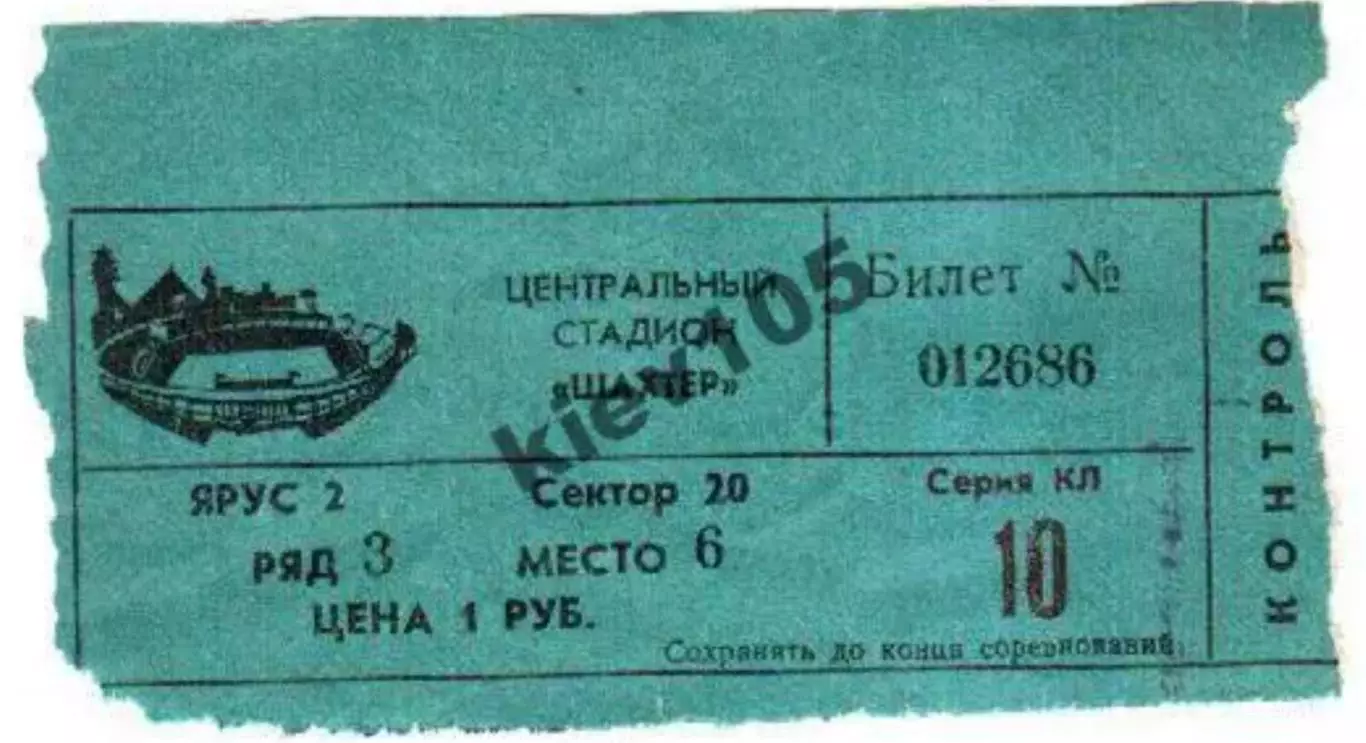 ЦЕНТРАЛЬНЫЙ
СТАДИОН
«ШАХТЕР»
Билет №
012686
ЯРУС 2
Сектор 20
Серия КЛ
РЯД 3
МЕСТО 6
10
ЦЕНА 1 РУБ.
Сохранять до конца соревнований
КОНТРОЛЬ
kiev105